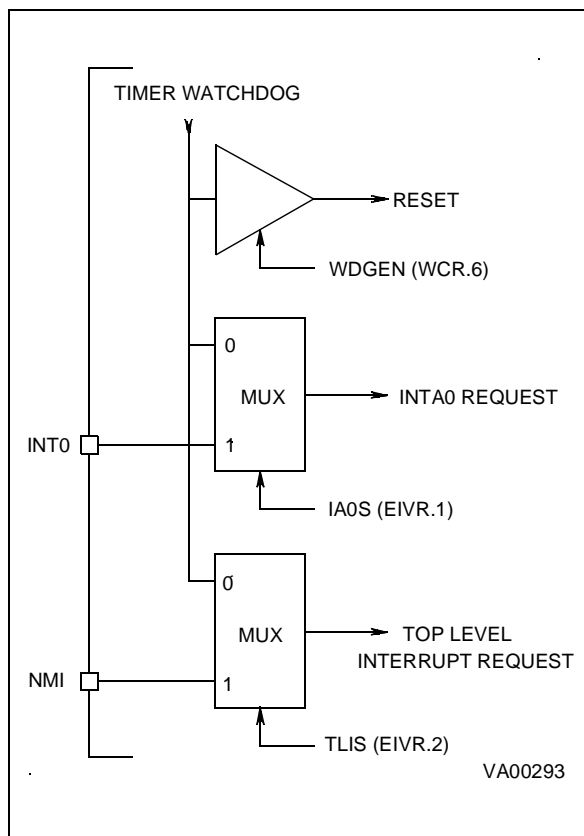 TIMER WATCHDOG
RESET
WDGEN (WCR.6)
0
MUX
INTA0 REQUEST
INT0
1
IA0S (EIVR.1)
0
MUX
TOP LEVEL
INTERRUPT REQUEST
NMI
1
TLIS (EIVR.2)
VA00293